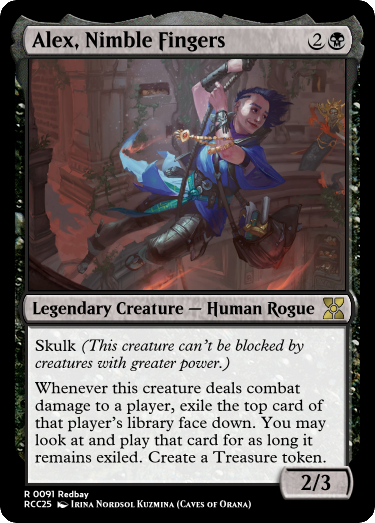 Alex, Nimble Fingers 2
Legendary Creature — Human Rogue
Skulk (This creature can't be blocked by
creatures with greater power.)
Whenever this creature deals combat
damage to a player, exile the top card of
that player's library face down. You may
look at and play that card for as long it
remains exiled. Create a Treasure token.
2/3
R 0091 Redbay
RCC25 Irina Nordsol Kuzmina (Caves of Orana)